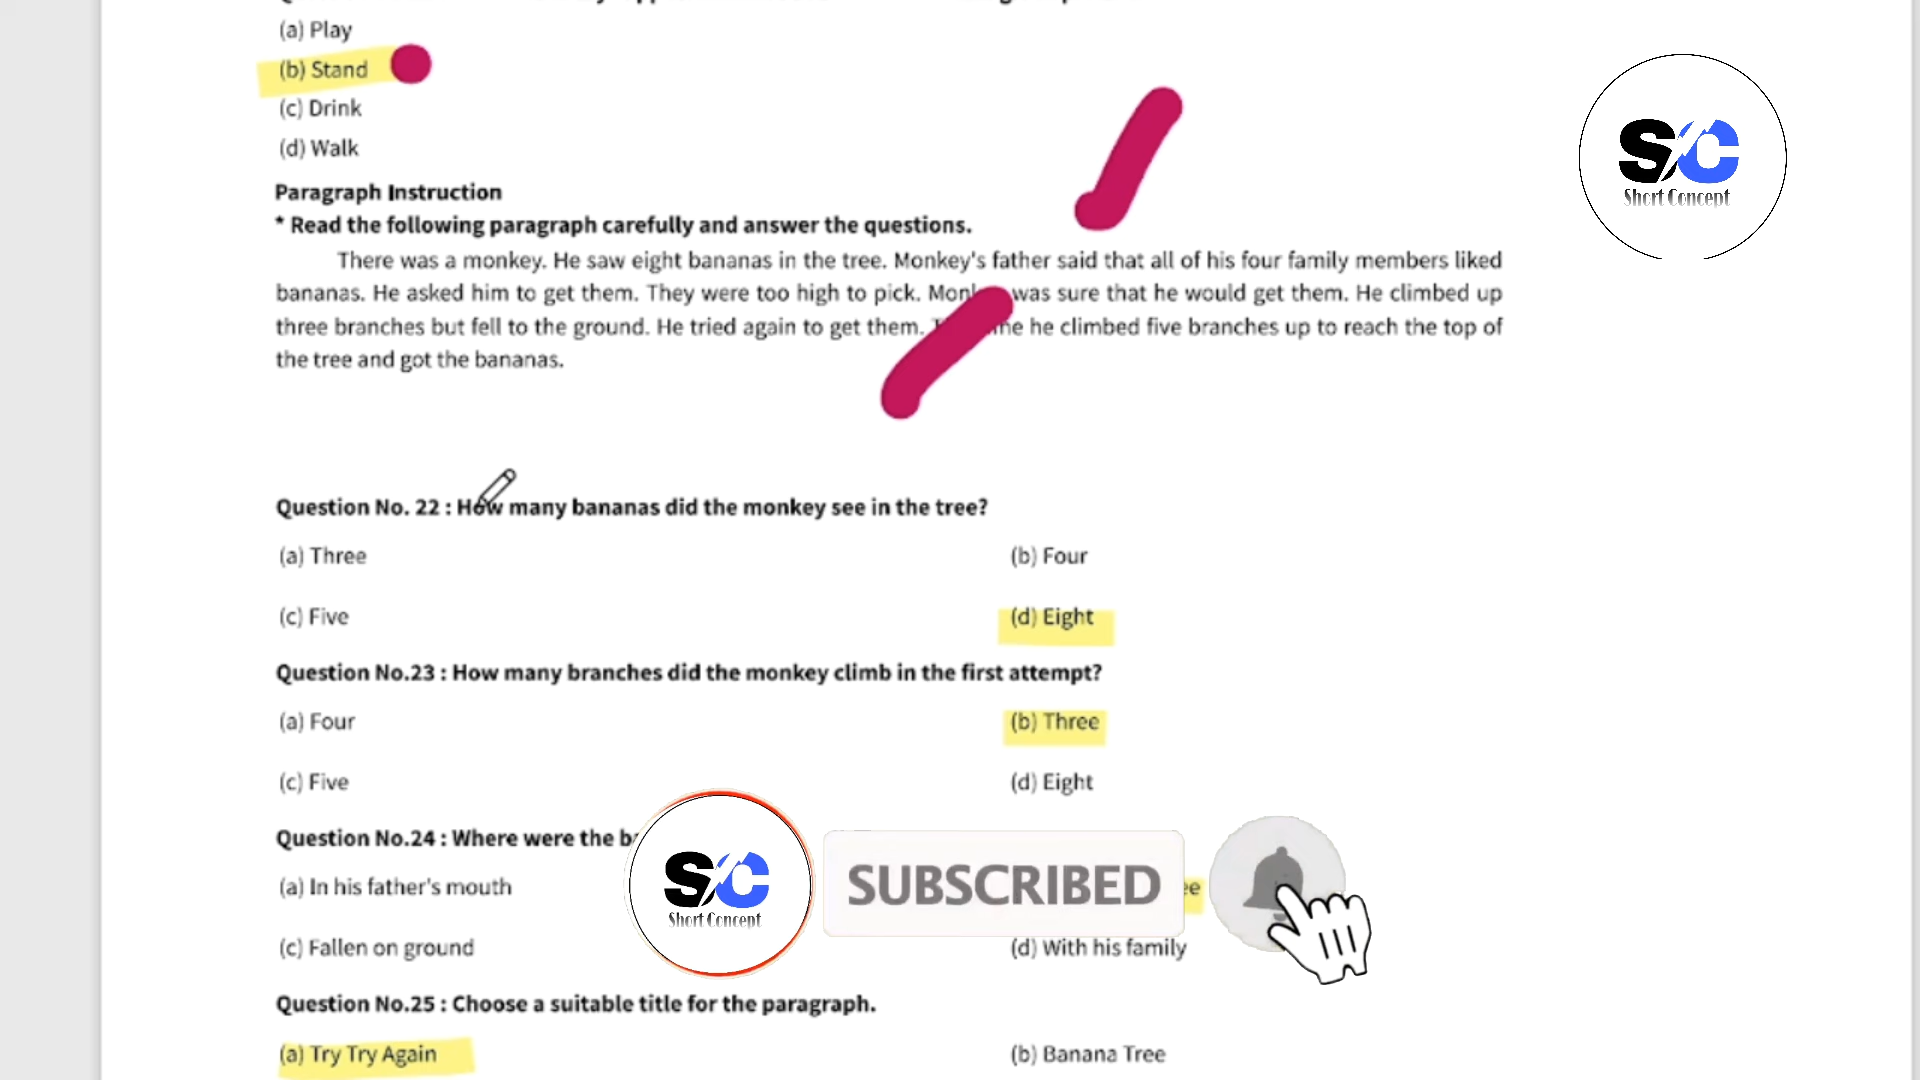 (a) Play
(b) Stand
(c) Drink
(d) Walk
Paragraph Instruction
* Read the following paragraph carefully and answer the questions.
There was a monkey. He saw eight bananas in the tree. Monkey's father said that all of his four family members liked
bananas. He asked him to get them. They were too high to pick. was sure that he would get them. He climbed up
three branches but fell to the ground. He tried again to get them. he climbed five branches up to reach the top of
the tree and got the bananas.
Question No. 22 : How many bananas did the monkey see in the tree?
(a) Three
(b) Four
(c) Five
(d) Eight
Question No.23 : How many branches did the monkey climb in the first attempt?
(a) Four
(b) Three
(c) Five
(d) Eight
Question No.24 : Where were the
(a) In his father's mouth
(c) Fallen on ground
(d) With his family
Question No.25 : Choose a suitable title for the paragraph.
(a) Try Try Again
(b) Banana Tree
S/C
Short Concept
S/C
Short Concept
SUBSCRIBED